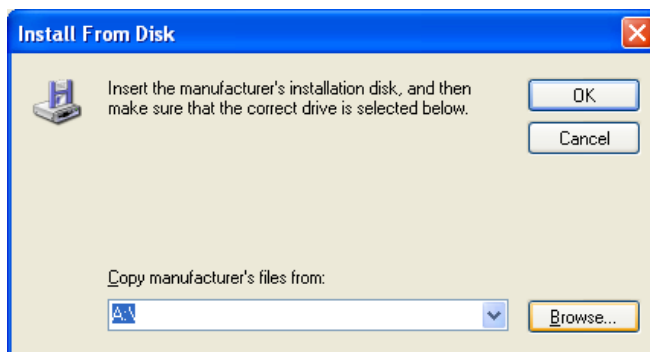 Install From Disk
Insert the manufacturer's installation disk, and then
make sure that the correct drive is selected below.
OK
Cancel
Copy manufacturer's files from:
A:\
Browse...